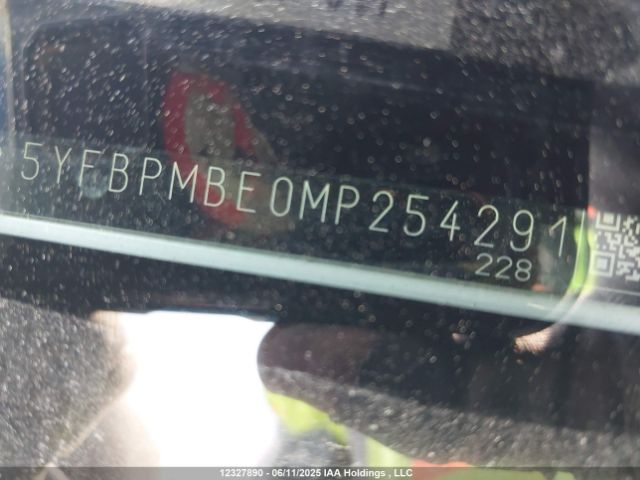 5YFBPMBE0MP254291
228
12327890 - 06/11/2025 IAA Holdings , LLC